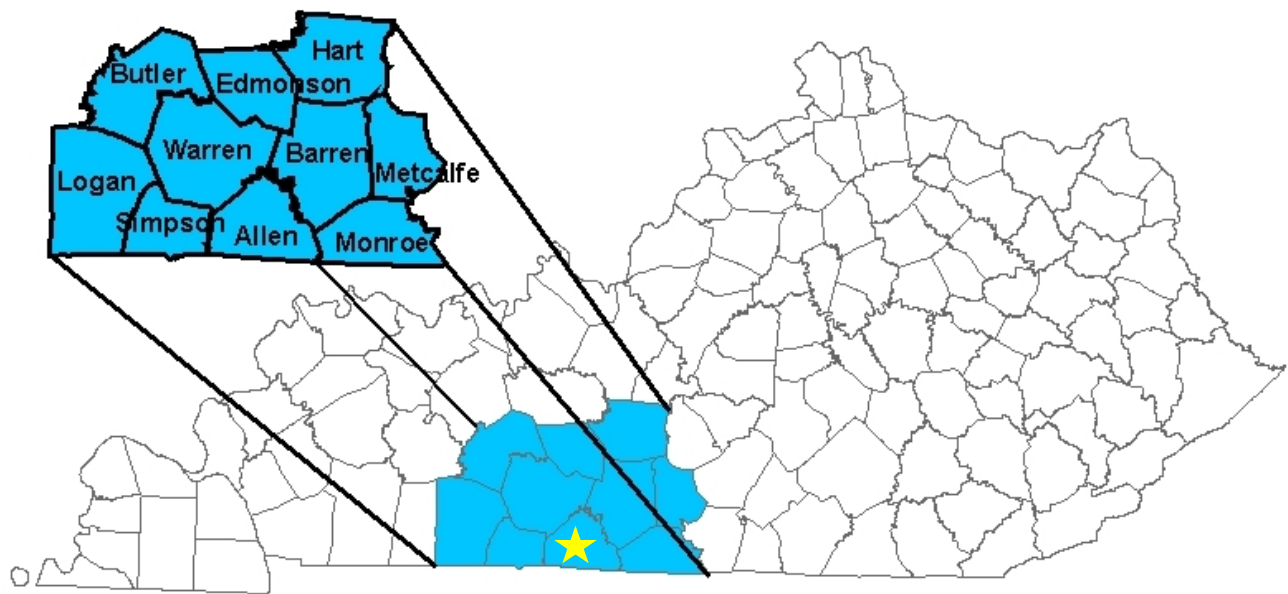 Hart
Butler
Edmonson
Warren
Barren
Metcalfe
Logan
Simpson
Allen
Monroe